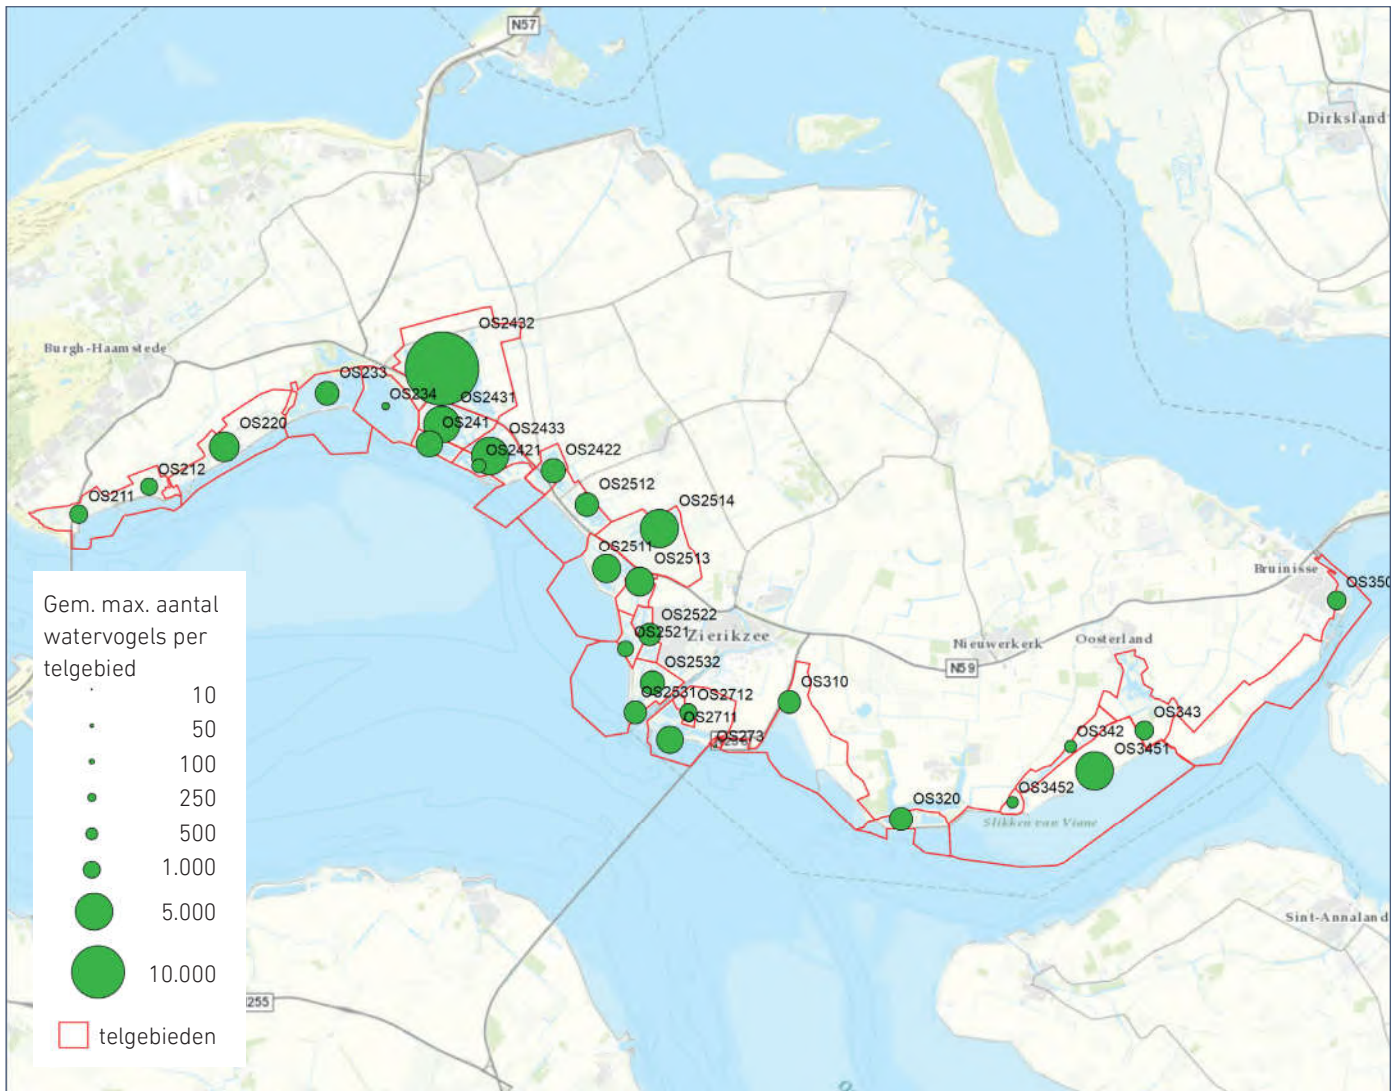 N57
Dirksland
OS2432
Burgh-Haamstede
OS233
OS234
OS2431
OS220
OS241
OS2433
OS2421
OS2422
OS212
OS211
OS2512
OS2514
OS2511
OS2513
Bruinisse
OS350
OS2522
OS2521
Zierikzee
Nieuwerkerk
Oosterland
N59
OS2532
OS2531
OS2712
OS310
OS2711
OS273
OS343
OS342
OS3451
OS3452
OS320
Slikken van Viane
Sint-Annaland
255
Gem. max. aantal
watervogels per
telgebied
10
50
100
250
500
1.000
5.000
10.000
telgebieden